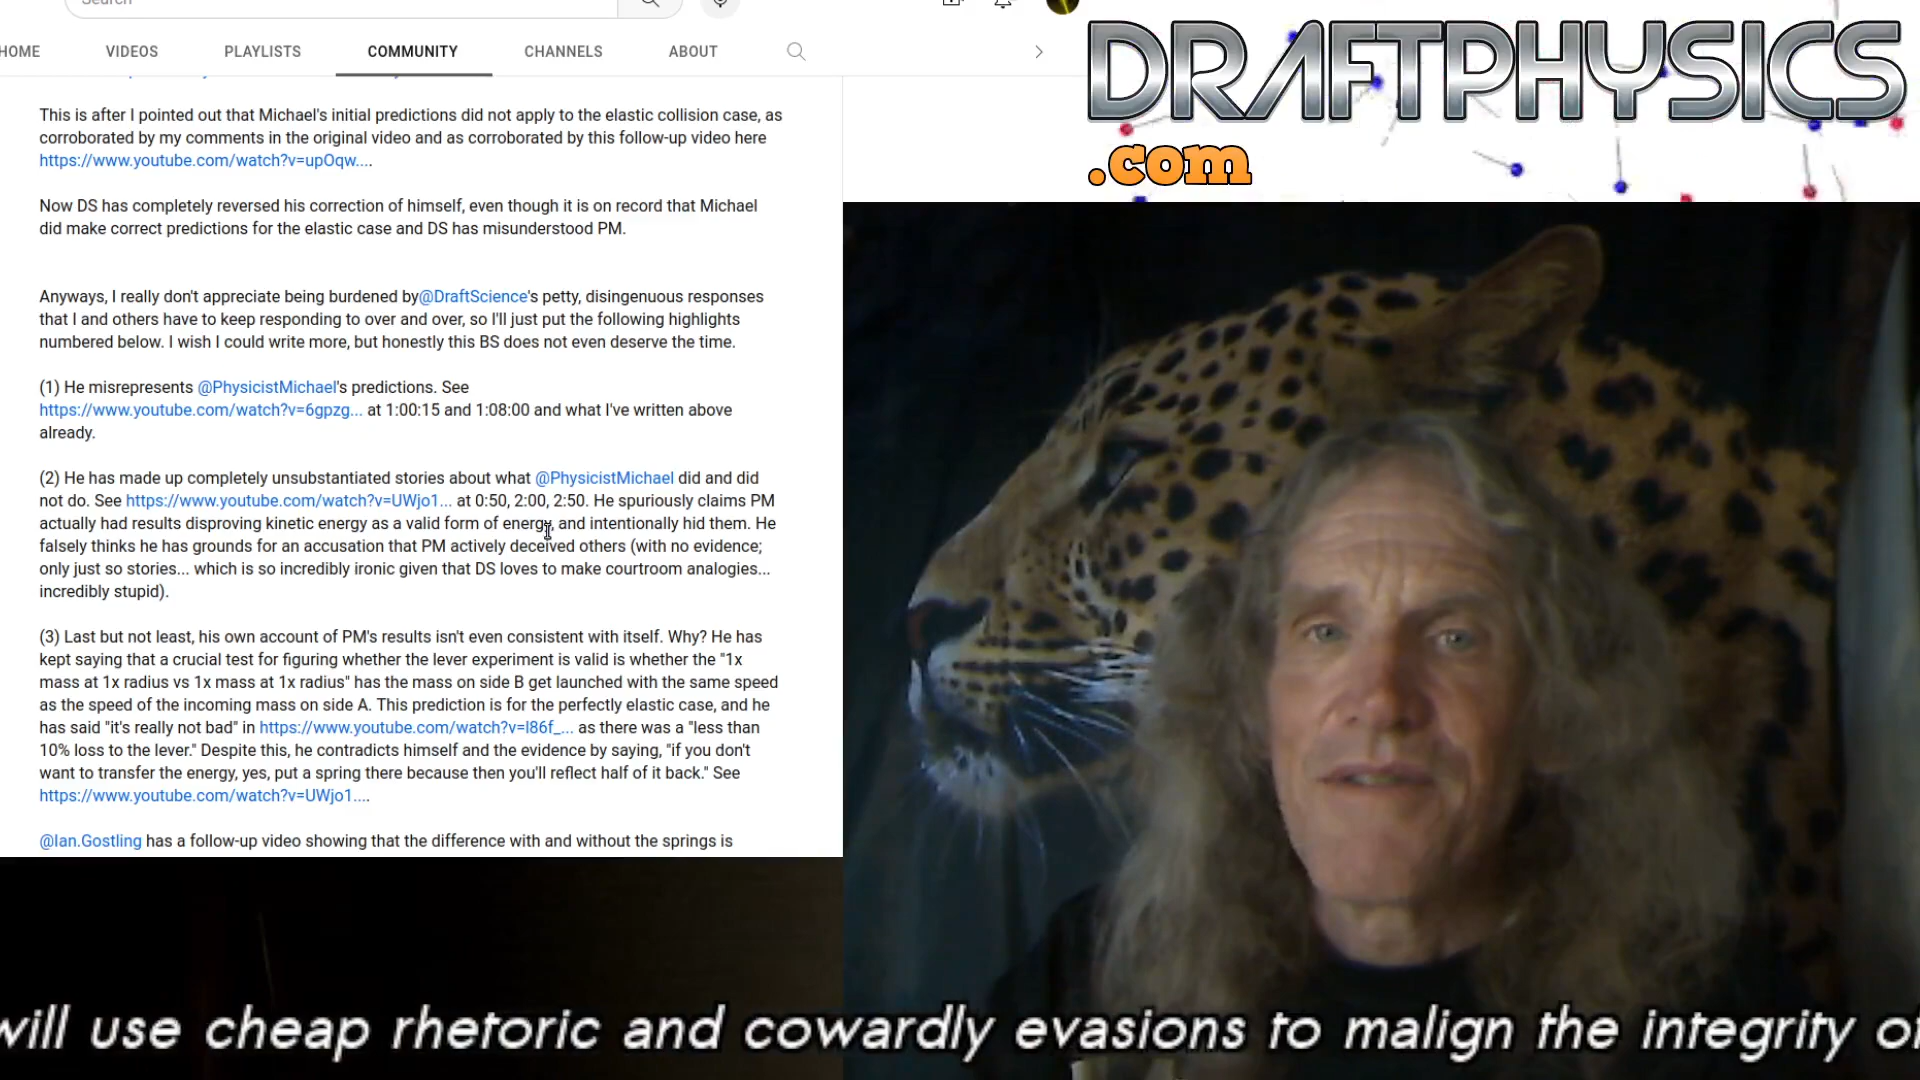 Search
HOME
VIDEOS
PLAYLISTS
COMMUNITY
CHANNELS
ABOUT
DRAFTPHYSICS
.com
This is after I pointed out that Michael's initial predictions did not apply to the elastic collision case, as
corroborated by my comments in the original video and as corroborated by this follow-up video here
https://www.youtube.com/watch?v=upOqw....
Now DS has completely reversed his correction of himself, even though it is on record that Michael
did make correct predictions for the elastic case and DS has misunderstood PM.
Anyways, I really don't appreciate being burdened by@DraftScience's petty, disingenuous responses
that I and others have to keep responding to over and over, so I'll just put the following highlights
numbered below. I wish I could write more, but honestly this BS does not even deserve the time.
(1) He misrepresents @PhysicistMichael's predictions. See
https://www.youtube.com/watch?v=6gpzg... at 1:00:15 and 1:08:00 and what I've written above
already.
(2) He has made up completely unsubstantiated stories about what @PhysicistMichael did and did
not do. See https://www.youtube.com/watch?v=UWjo1... at 0:50, 2:00, 2:50. He spuriously claims PM
actually had results disproving kinetic energy as a valid form of energy, and intentionally hid them. He
falsely thinks he has grounds for an accusation that PM actively deceived others (with no evidence;
only just so stories... which is so incredibly ironic given that DS loves to make courtroom analogies...
incredibly stupid).
(3) Last but not least, his own account of PM's results isn't even consistent with itself. Why? He has
kept saying that a crucial test for figuring whether the lever experiment is valid is whether the "1x
mass at 1x radius vs 1x mass at 1x radius" has the mass on side B get launched with the same speed
as the speed of the incoming mass on side A. This prediction is for the perfectly elastic case, and he
has said "it's really not bad" in https://www.youtube.com/watch?v=l86f_... as there was a "less than
10% loss to the lever." Despite this, he contradicts himself and the evidence by saying, "if you don't
want to transfer the energy, yes, put a spring there because then you'll reflect half of it back." See
https://www.youtube.com/watch?v=UWjo1....
@Ian.Gostling has a follow-up video showing that the difference with and without the springs is
will use cheap rhetoric and cowardly evasions to malign the integrity of